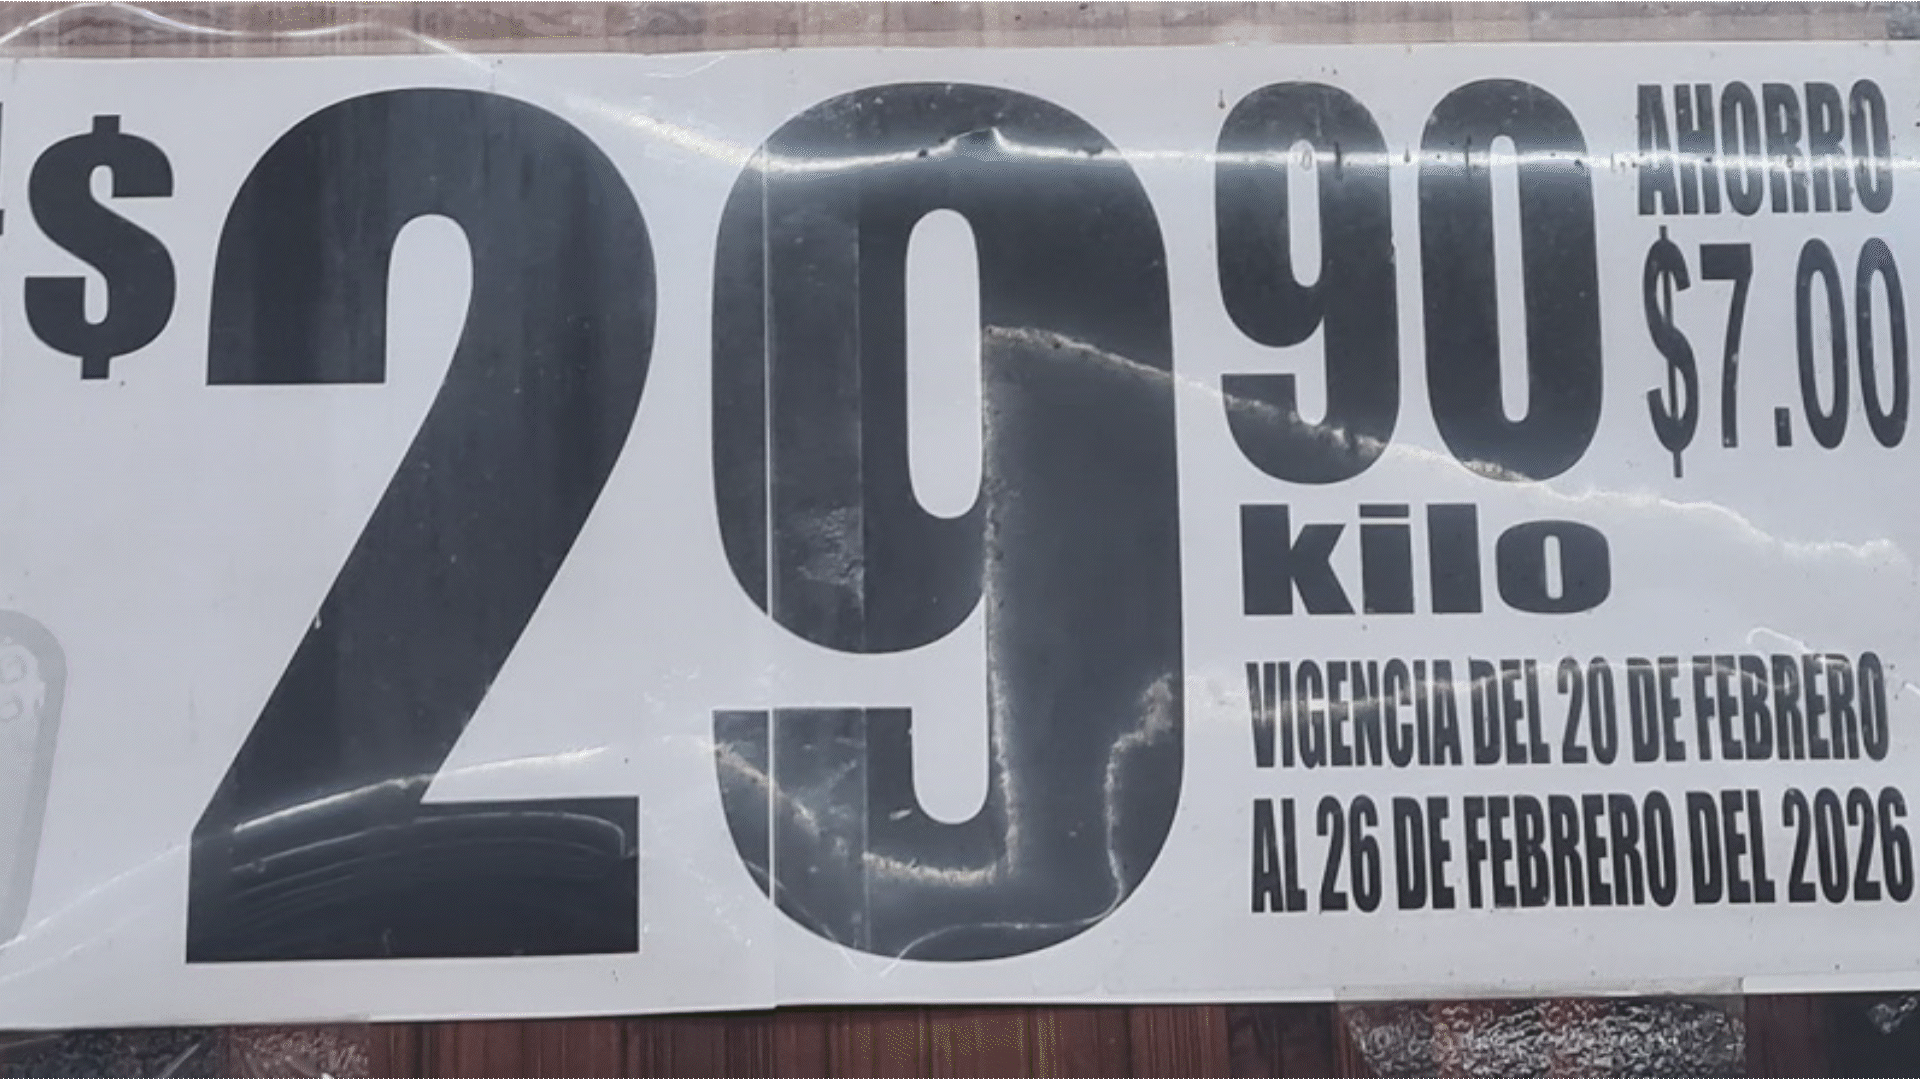 $29.90
AHORRO
$7.00
kilo
VIGENCIA DEL 20 DE FEBRERO
AL 26 DE FEBRERO DEL 2026